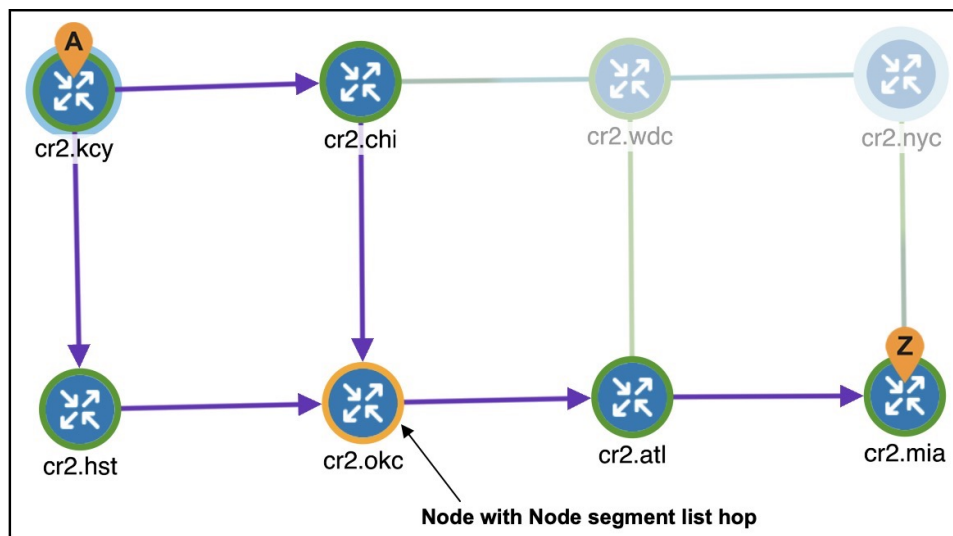 A
cr2.kcy
cr2.chi
cr2.wdc
cr2.nyc
Z
cr2.hst
cr2.okc
cr2.atl
cr2.mia
Node with Node segment list hop